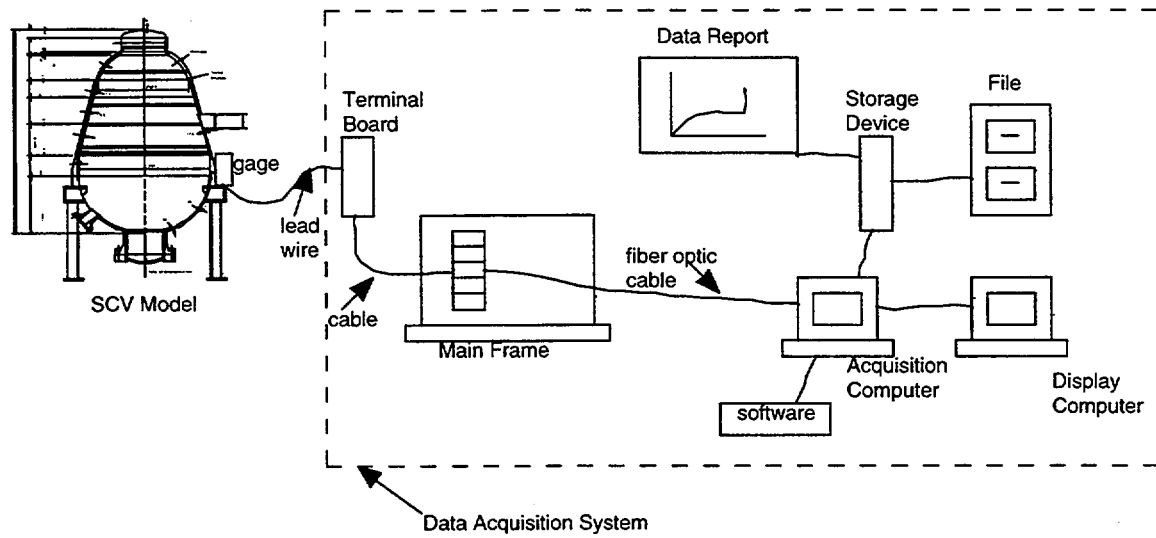 Data Report
File
Storage
Device
Terminal
Board
gage
lead
wire
fiber optic
cable
SCV Model
cable
Main Frame
Acquisition
Computer
Display
Computer
software
Data Acquisition System